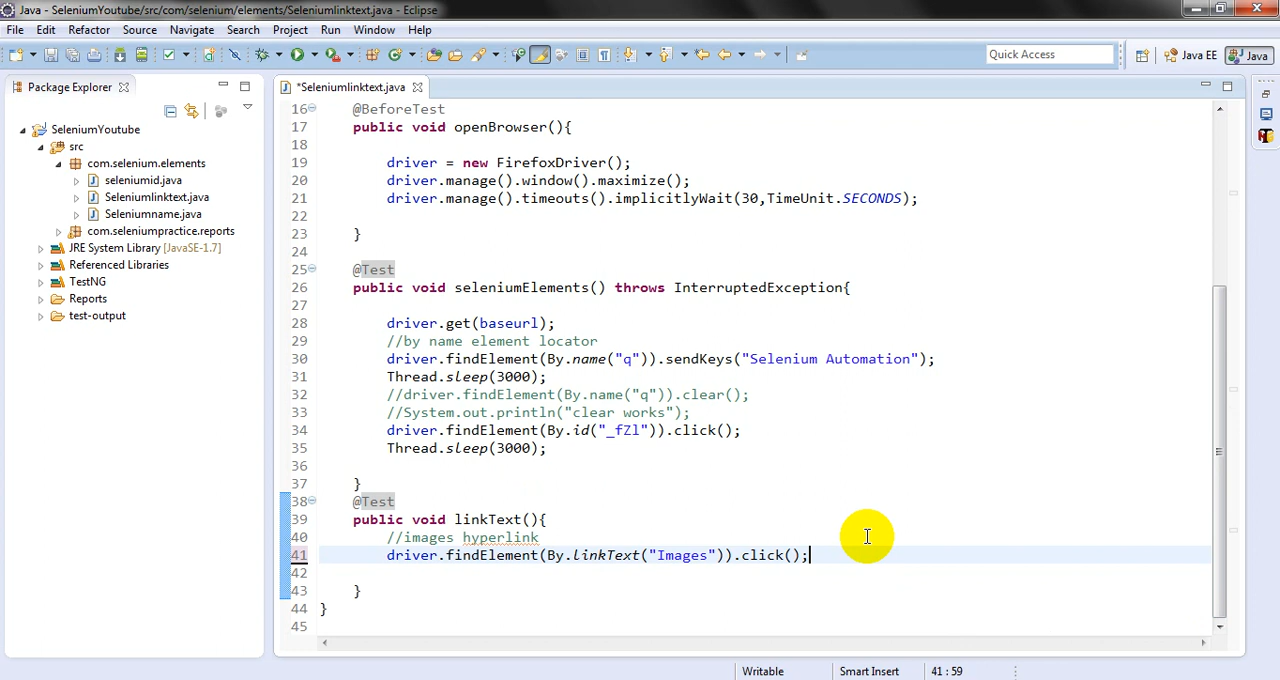 Java - SeleniumYoutube/src/com/selenium/elements/Seleniumlinktext.java - Eclipse
File Edit Refactor Source Navigate Search Project Run Window Help
Quick Access Java EE Java
Package Explorer
*Seleniumlinktext.java
SeleniumYoutube
src
com.selenium.elements
seleniumid.java
Seleniumlinktext.java
Seleniumname.java
com.seleniumpractice.reports
JRE System Library [JavaSE-1.7]
Referenced Libraries
TestNG
Reports
test-output
16 @BeforeTest
17 public void openBrowser(){
18
19 driver = new FirefoxDriver();
20 driver.manage().window().maximize();
21 driver.manage().timeouts().implicitlyWait(30,TimeUnit.SECONDS);
22
23 }
24
25 @Test
26 public void seleniumElements() throws InterruptedException{
27
28 driver.get(baseurl);
29 //by name element locator
30 driver.findElement(By.name("q")).sendKeys("Selenium Automation");
31 Thread.sleep(3000);
32 //driver.findElement(By.name("q")).clear();
33 //System.out.println("clear works");
34 driver.findElement(By.id("_fZl")).click();
35 Thread.sleep(3000);
36
37 }
38 @Test
39 public void linkText(){
40 //images hyperlink
41 driver.findElement(By.linkText("Images")).click();
42
43 }
44 }
45
Writable Smart Insert 41 : 59